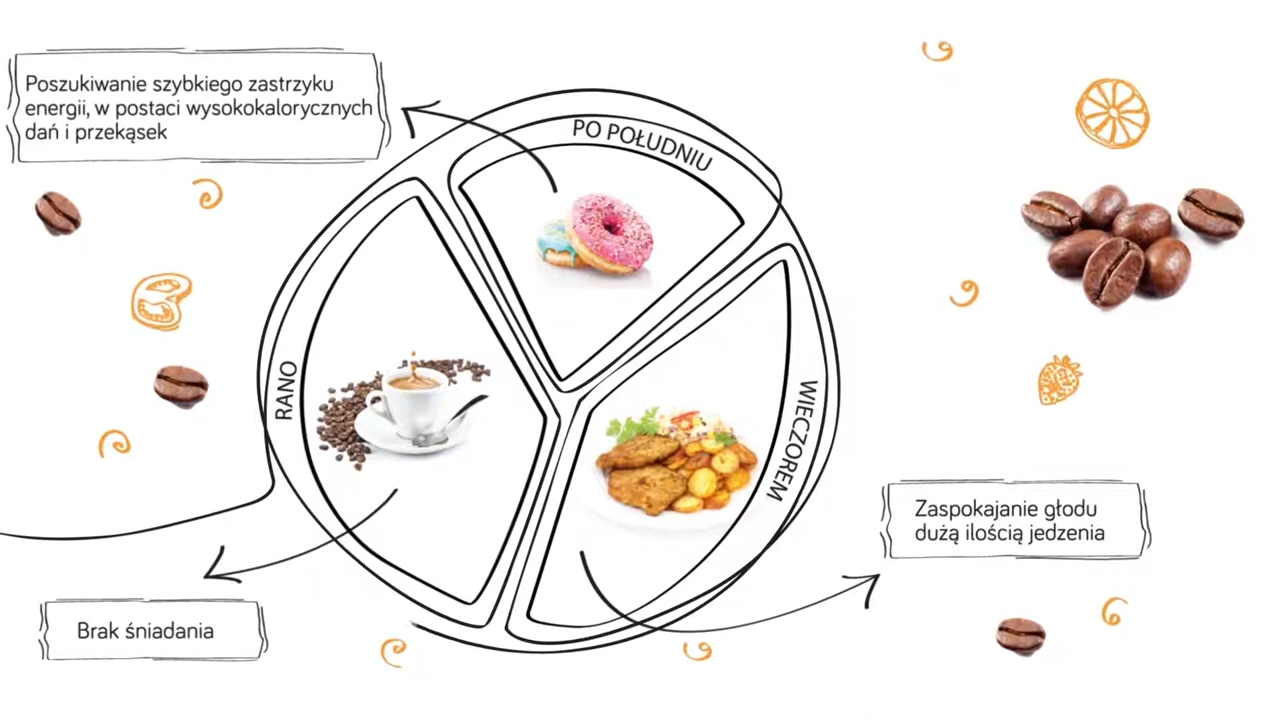 Poszukiwanie szybkiego zastrzyku
energii, w postaci wysokokalorycznych
dań i przekąsek
PO POŁUDNIU
RANO
WIECZOREM
Zaspokajanie głodu
dużą ilością jedzenia
Brak śniadania